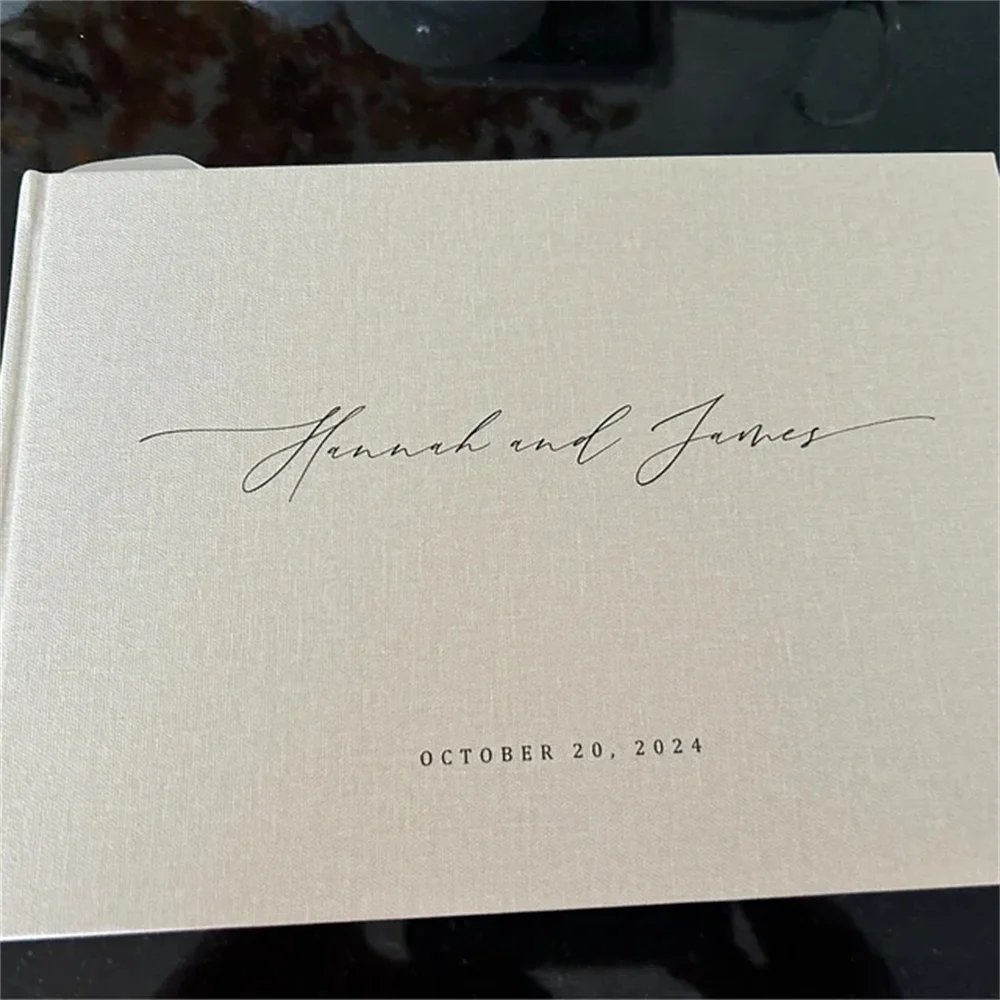 Hannah and James
OCTOBER 20, 2024